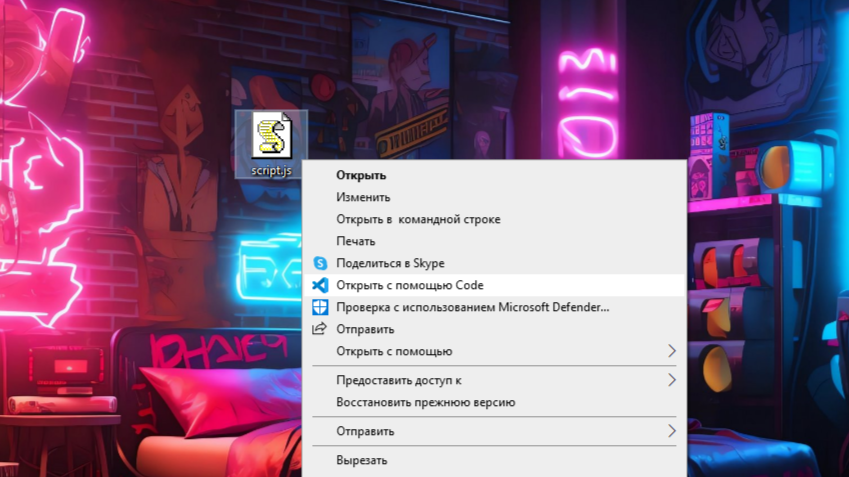 script.js
Открыть
Изменить
Открыть в  командной строке
Печать
Поделиться в Skype
Открыть с помощью Code
Проверка с использованием Microsoft Defender...
Отправить
Открыть с помощью
Предоставить доступ к
Восстановить прежнюю версию
Отправить
Вырезать